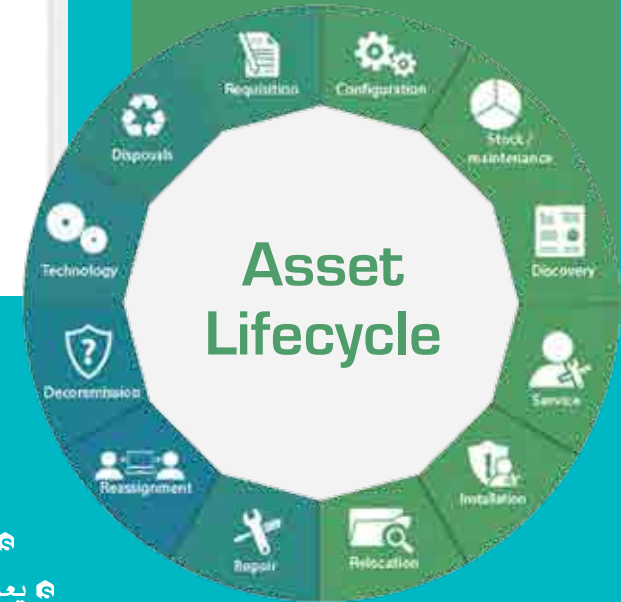 Asset
Lifecycle
Requisition
Configuration
Stock /
maintenance
Discovery
Service
Installation
Relocation
Repair
Reassignment
Decommission
Technology
Disposals